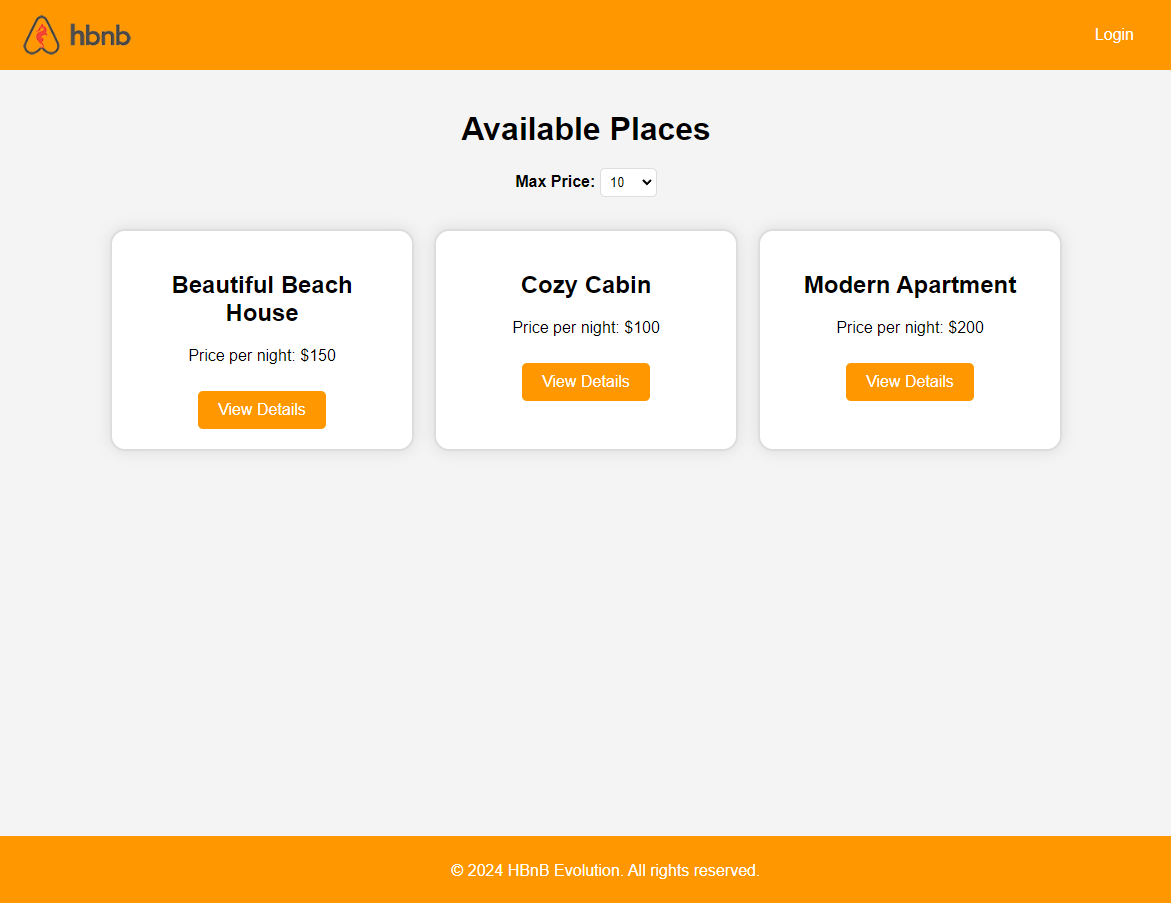 hbnb
Login
Available Places
Max Price: 10
Beautiful Beach
House
Price per night: $150
View Details
Cozy Cabin
Price per night: $100
View Details
Modern Apartment
Price per night: $200
View Details
© 2024 HBnB Evolution. All rights reserved.